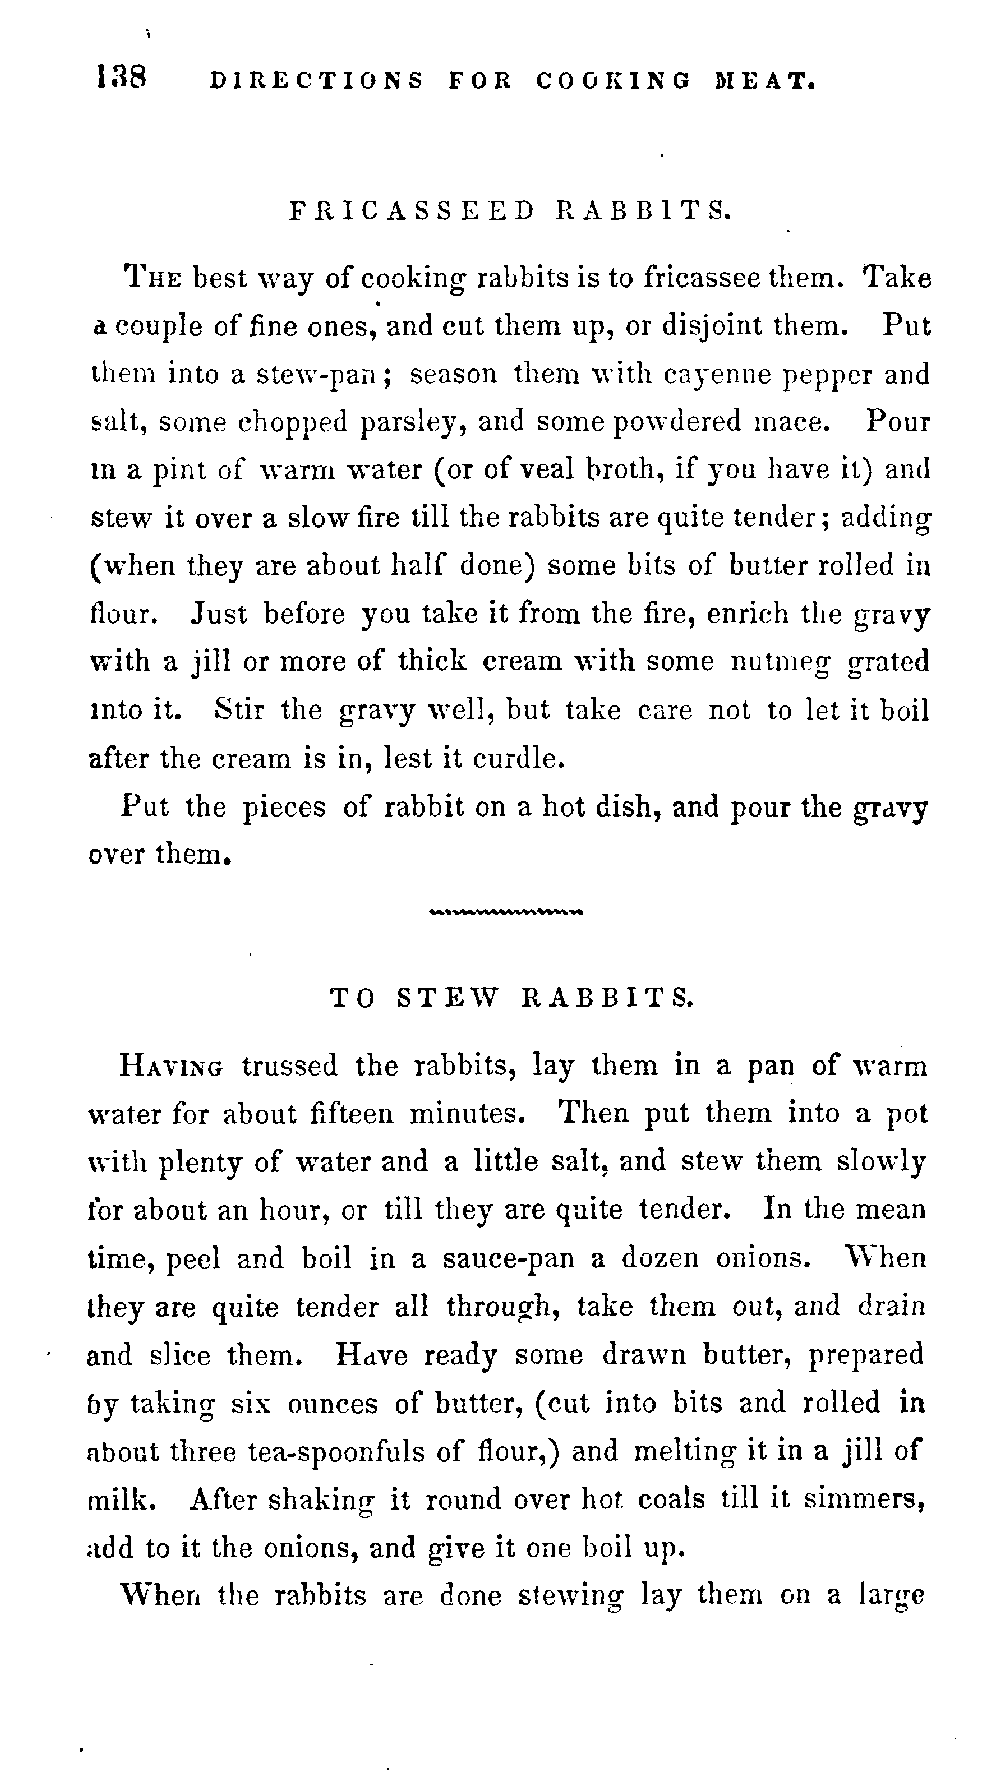 138 DIRECTIONS FOR COOKING MEAT.
FRICASSEED RABBITS.
THE best way of cooking rabbits is to fricassee them. Take
a couple of fine ones, and cut them up, or disjoint them. Put
them into a stew-pan; season them with cayenne pepper and
salt, some chopped parsley, and some powdered mace. Pour
in a pint of warm water (or of veal broth, if you have it) and
stew it over a slow fire till the rabbits are quite tender; adding
(when they are about half done) some bits of butter rolled in
flour. Just before you take it from the fire, enrich the gravy
with a jill or more of thick cream with some nutmeg grated
into it. Stir the gravy well, but take care not to let it boil
after the cream is in, lest it curdle.
Put the pieces of rabbit on a hot dish, and pour the gravy
over them.
TO STEW RABBITS.
HAVING trussed the rabbits, lay them in a pan of warm
water for about fifteen minutes. Then put them into a pot
with plenty of water and a little salt, and stew them slowly
for about an hour, or till they are quite tender. In the mean
time, peel and boil in a sauce-pan a dozen onions. When
they are quite tender all through, take them out, and drain
and slice them. Have ready some drawn butter, prepared
by taking six ounces of butter, (cut into bits and rolled in
about three tea-spoonfuls of flour,) and melting it in a jill of
milk. After shaking it round over hot coals till it simmers,
add to it the onions, and give it one boil up.
When the rabbits are done stewing lay them on a large